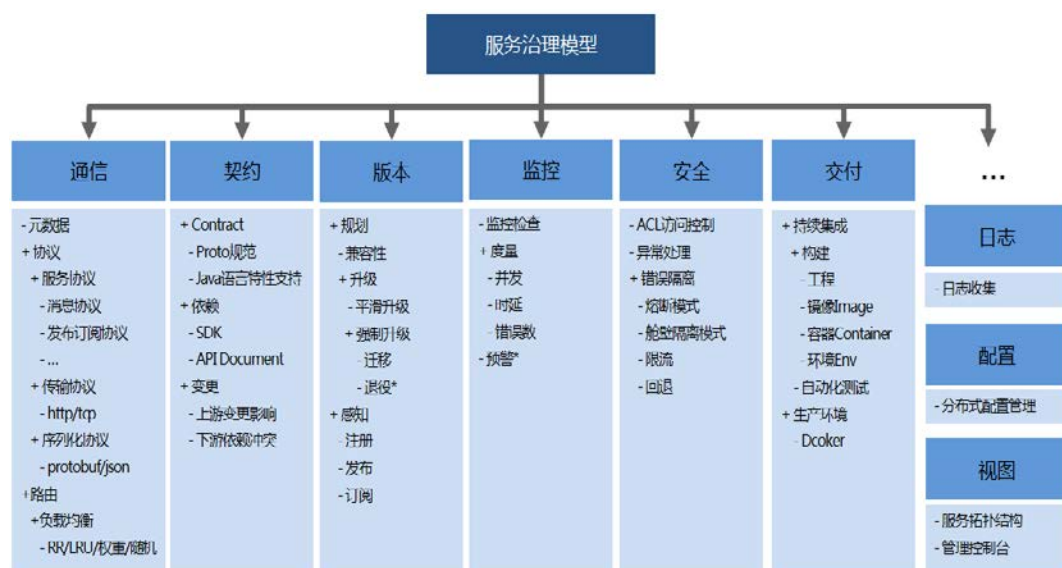 服务治理模型
通信
- 元数据
+ 协议
+ 服务协议
- 消息协议
- 发布订阅协议
- ...
+ 传输协议
- http/tcp
+ 序列化协议
- protobuf/json
+路由
+负载均衡
- RR/LRU/权重/随机
契约
+ Contract
- Proto规范
- Java语言特性支持
+ 依赖
- SDK
- API Document
+ 变更
- 上游变更影响
- 下游依赖冲突
版本
+ 规划
- 兼容性
+ 升级
- 平滑升级
+ 强制升级
- 迁移
- 退役*
+ 感知
- 注册
- 发布
- 订阅
监控
- 监控检查
+ 度量
- 并发
- 时延
- 错误数
- 预警*
安全
- ACL访问控制
- 异常处理
+ 错误隔离
- 熔断模式
- 舱壁隔离模式
- 限流
- 回退
交付
+ 持续集成
+ 构建
- 工程
- 镜像Image
- 容器Container
- 环境Env
- 自动化测试
+ 生产环境
- Dcoker
...
日志
- 日志收集
配置
- 分布式配置管理
视图
- 服务拓扑结构
- 管理控制台